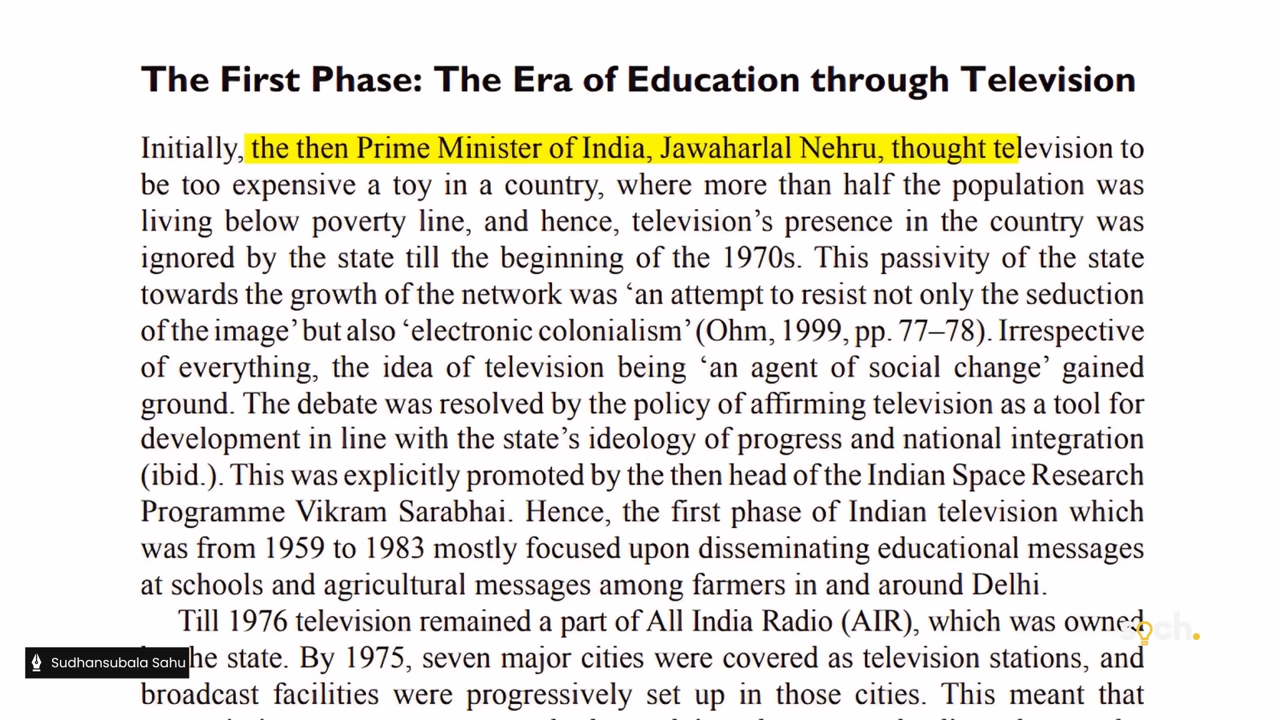 The First Phase: The Era of Education through Television
Initially, the then Prime Minister of India, Jawaharlal Nehru, thought television to
be too expensive a toy in a country, where more than half the population was
living below poverty line, and hence, television’s presence in the country was
ignored by the state till the beginning of the 1970s. This passivity of the state
towards the growth of the network was ‘an attempt to resist not only the seduction
of the image’ but also ‘electronic colonialism’ (Ohm, 1999, pp. 77–78). Irrespective
of everything, the idea of television being ‘an agent of social change’ gained
ground. The debate was resolved by the policy of affirming television as a tool for
development in line with the state’s ideology of progress and national integration
(ibid.). This was explicitly promoted by the then head of the Indian Space Research
Programme Vikram Sarabhai. Hence, the first phase of Indian television which
was from 1959 to 1983 mostly focused upon disseminating educational messages
at schools and agricultural messages among farmers in and around Delhi.
Till 1976 television remained a part of All India Radio (AIR), which was owned
the state. By 1975, seven major cities were covered as television stations, and
broadcast facilities were progressively set up in those cities. This meant that
soch.
Sudhansubala Sahu